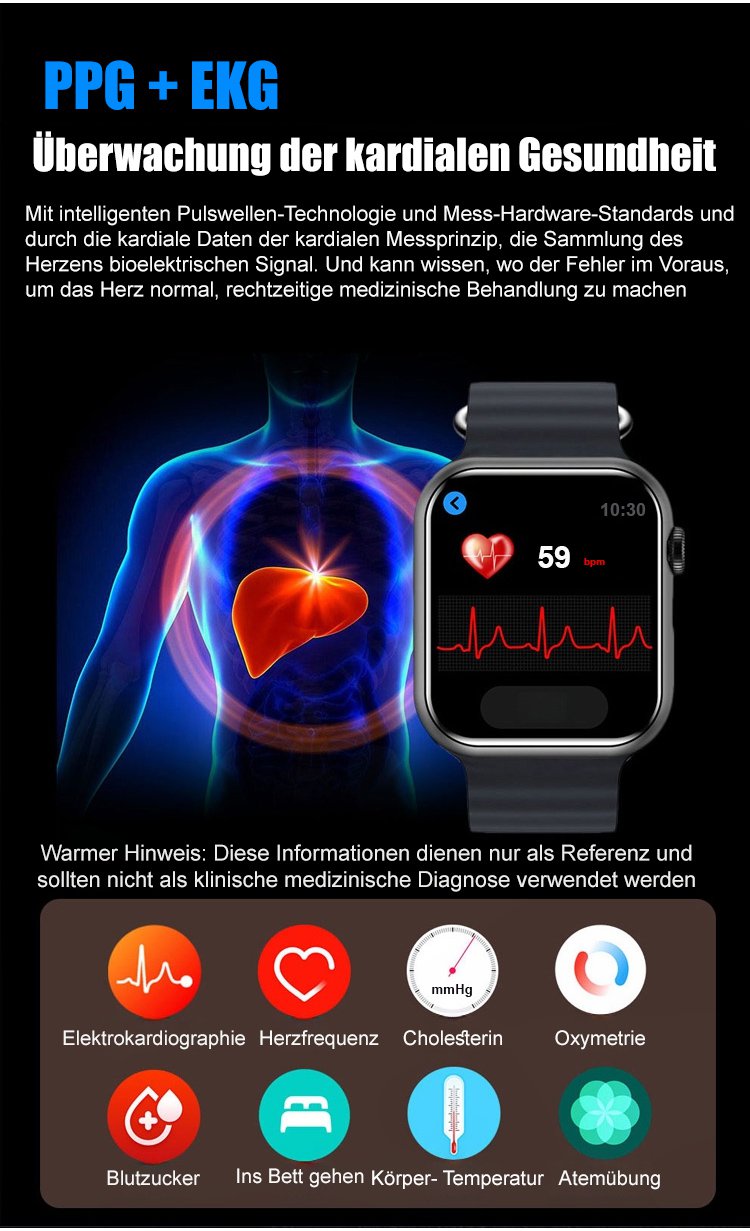 PPG + EKG
Überwachung der kardialen Gesundheit
Mit intelligenten Pulswellen-Technologie und Mess-Hardware-Standards und
durch die kardiale Daten der kardialen Messprinzip, die Sammlung des
Herzens bioelektrischen Signal. Und kann wissen, wo der Fehler im Voraus,
um das Herz normal, rechtzeitige medizinische Behandlung zu machen
10:30
59 bpm
Warmer Hinweis: Diese Informationen dienen nur als Referenz und
sollten nicht als klinische medizinische Diagnose verwendet werden
mmHg
Elektrokardiographie Herzfrequenz Cholesterin Oxymetrie
Blutzucker Ins Bett gehen Körper- Temperatur Atemübung